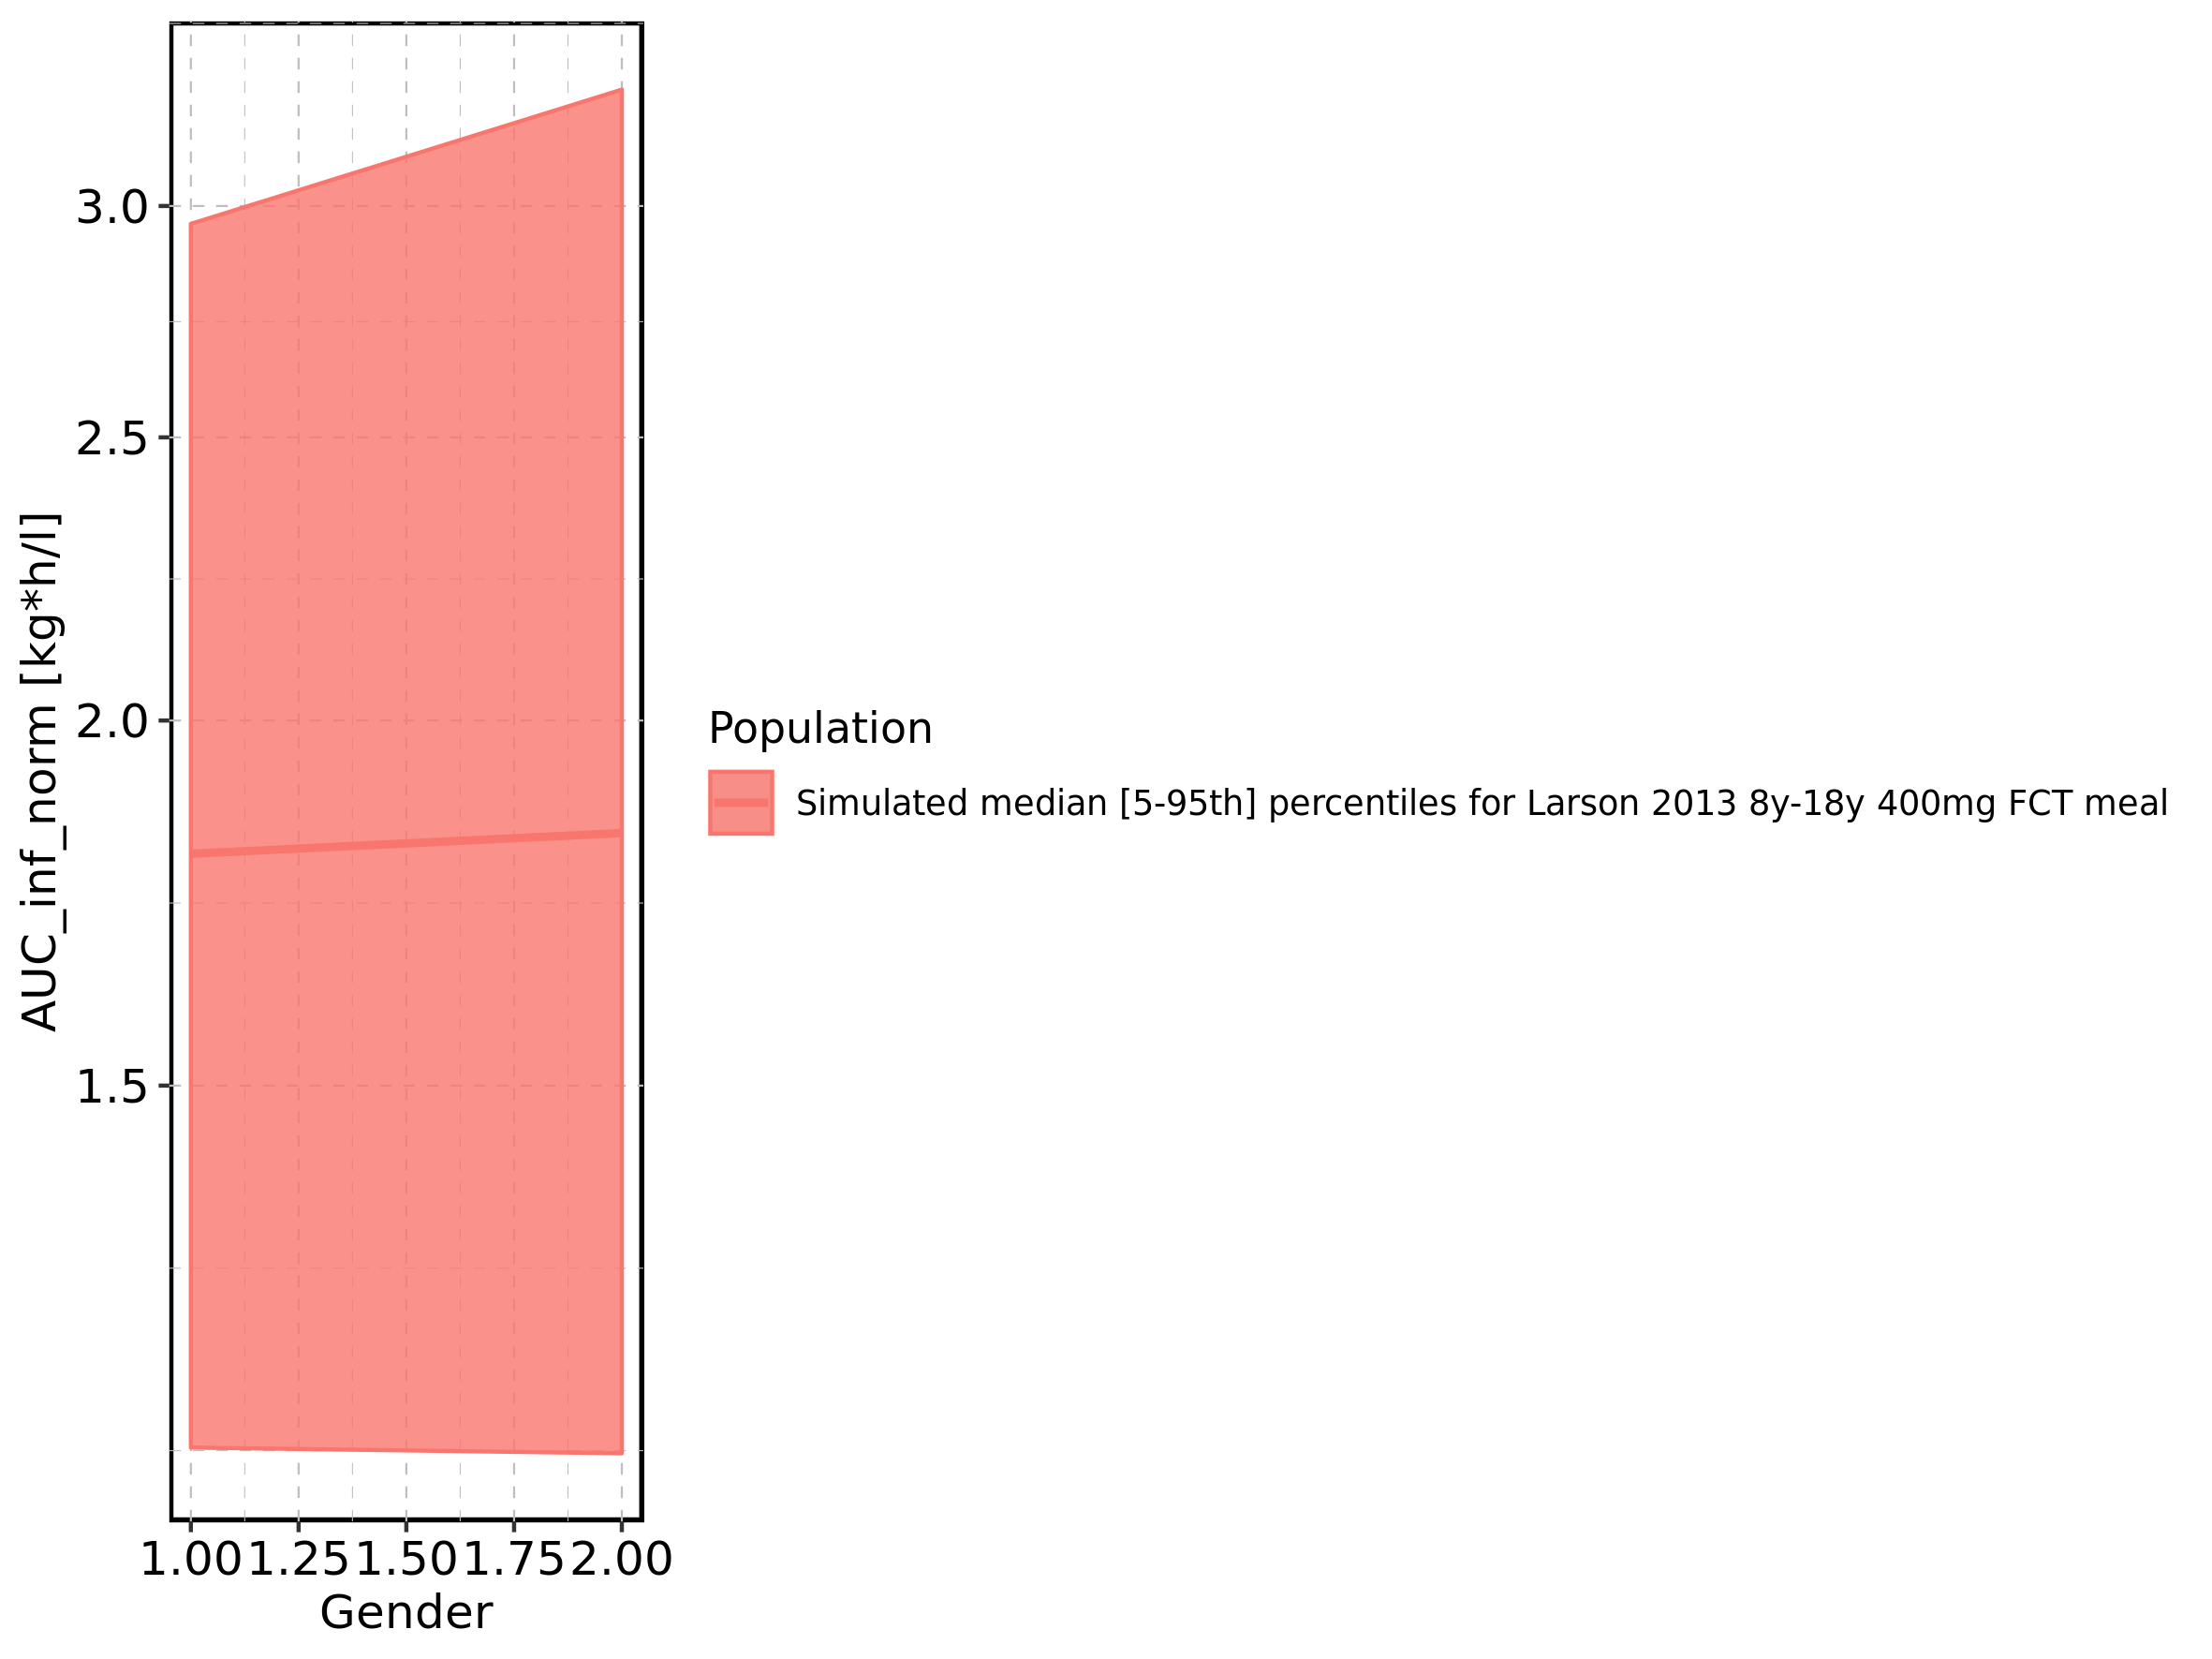 AUC_inf_norm [kg*h/l]
3.0
2.5
2.0
1.5
1.00 1.25 1.50 1.75 2.00
Gender
Population
Simulated median [5-95th] percentiles for Larson 2013 8y-18y 400mg FCT meal